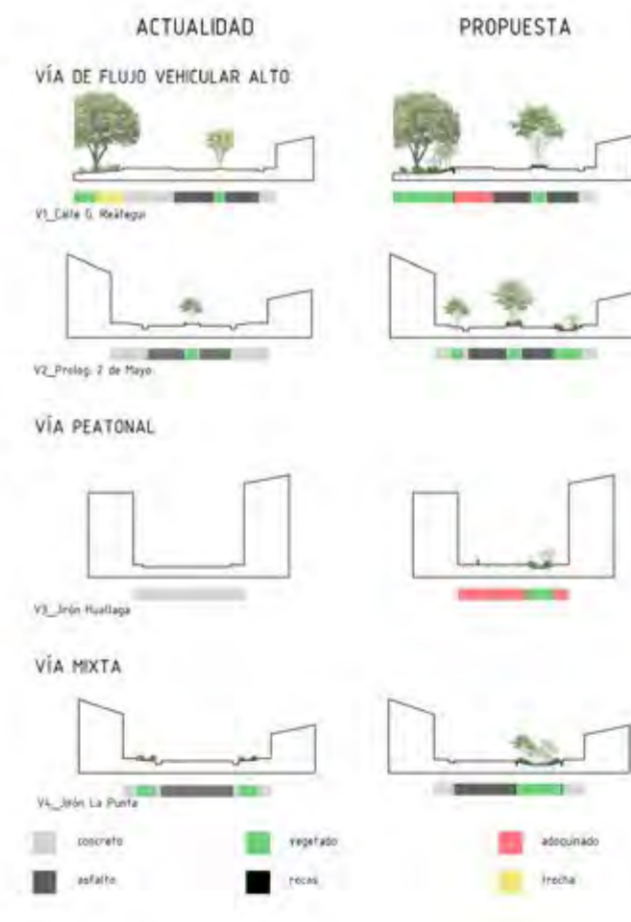 ACTUALIDAD
PROPUESTA
VÍA DE FLUJO VEHICULAR ALTO
V1_Calle G. Reátegui
V2_Prolog. 2 de Mayo
VÍA PEATONAL
V3_Jirón Huallaga
VÍA MIXTA
V4_Jirón La Punta
concreto
vegetado
adoquinado
asfalto
rocas
trocha